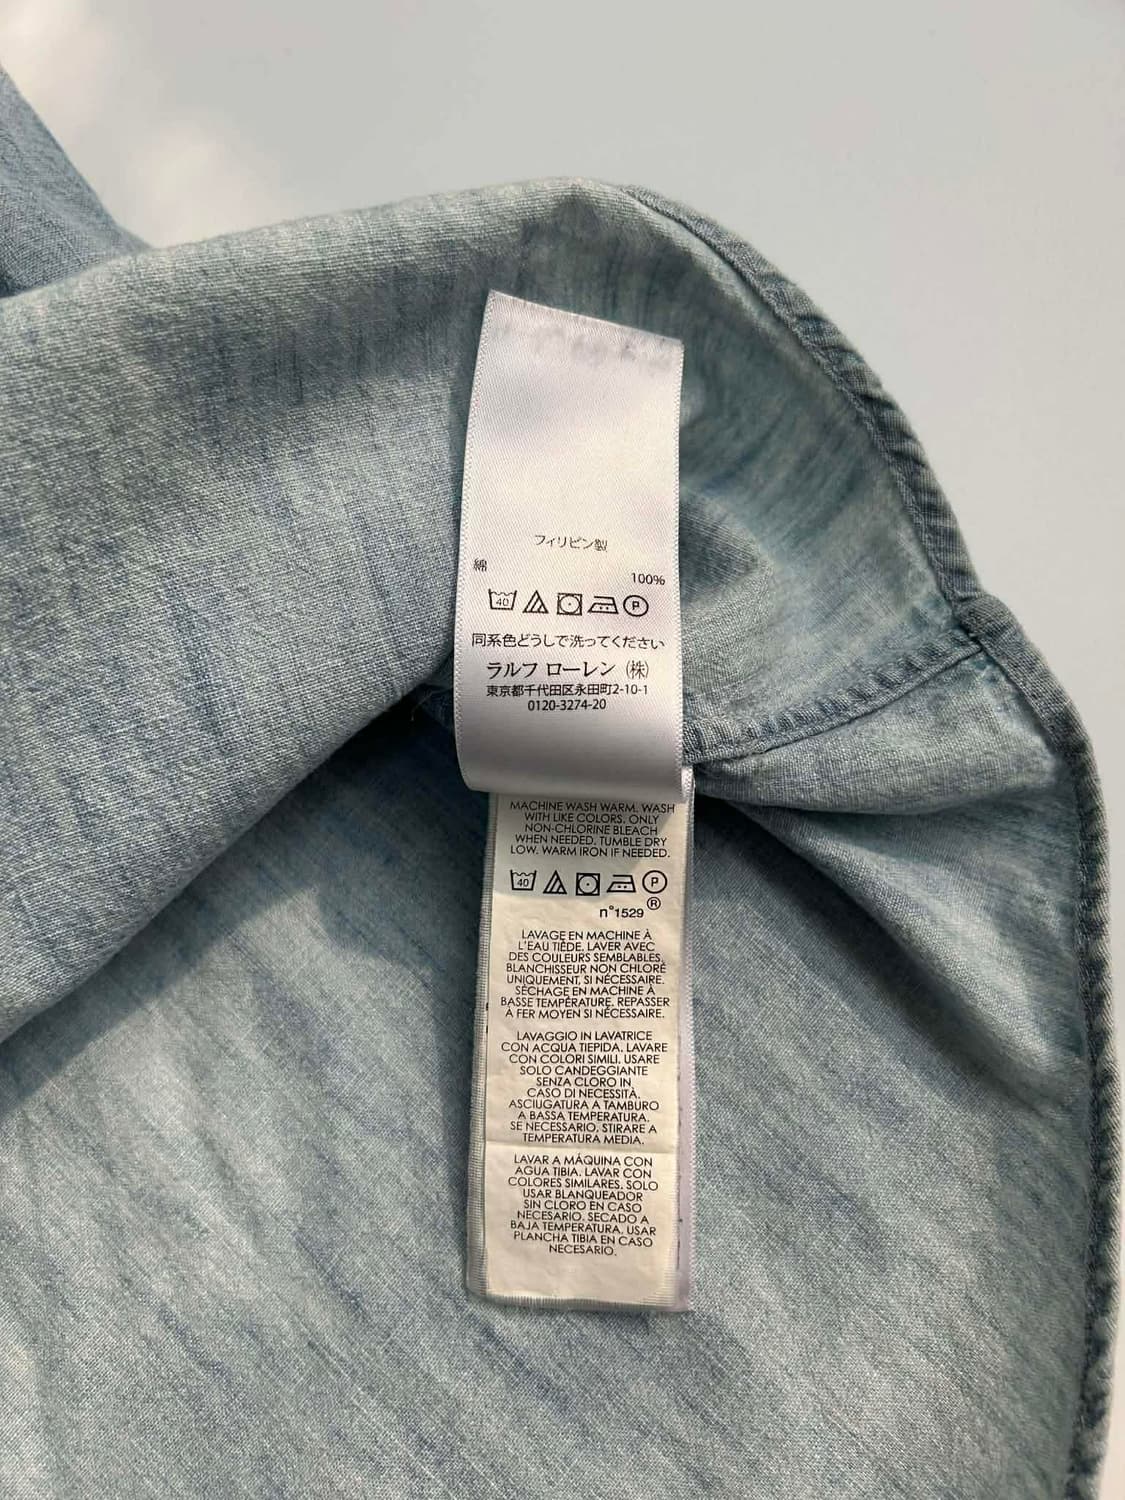 フィリピン製
綿
100%
40 P
同系色どうしで洗ってください
ラルフ ローレン (株)
東京都千代田区永田町2-10-1
0120-3274-20
MACHINE WASH WARM. WASH
WITH LIKE COLORS. ONLY
NON-CHLORINE BLEACH
WHEN NEEDED. TUMBLE DRY
LOW. WARM IRON IF NEEDED.
40 P
n°1529 ®
LAVAGE EN MACHINE À
L'EAU TIÈDE. LAVER AVEC
DES COULEURS SEMBLABLES.
BLANCHISSEUR NON CHLORÉ
UNIQUEMENT, SI NÉCESSAIRE.
SÉCHAGE EN MACHINE À
BASSE TEMPÉRATURE. REPASSER
À FER MOYEN SI NÉCESSAIRE.
LAVAGGIO IN LAVATRICE
CON ACQUA TIEPIDA. LAVARE
CON COLORI SIMILI. USARE
SOLO CANDEGGIANTE
SENZA CLORO IN
CASO DI NECESSITÀ.
ASCIUGATURA A TAMBURO
A BASSA TEMPERATURA.
SE NECESSARIO, STIRARE A
TEMPERATURA MEDIA.
LAVAR A MÁQUINA CON
AGUA TIBIA. LAVAR CON
COLORES SIMILARES. SOLO
USAR BLANQUEADOR
SIN CLORO EN CASO
NECESARIO. SECADO A
BAJA TEMPERATURA. USAR
PLANCHA TIBIA EN CASO
NECESARIO.